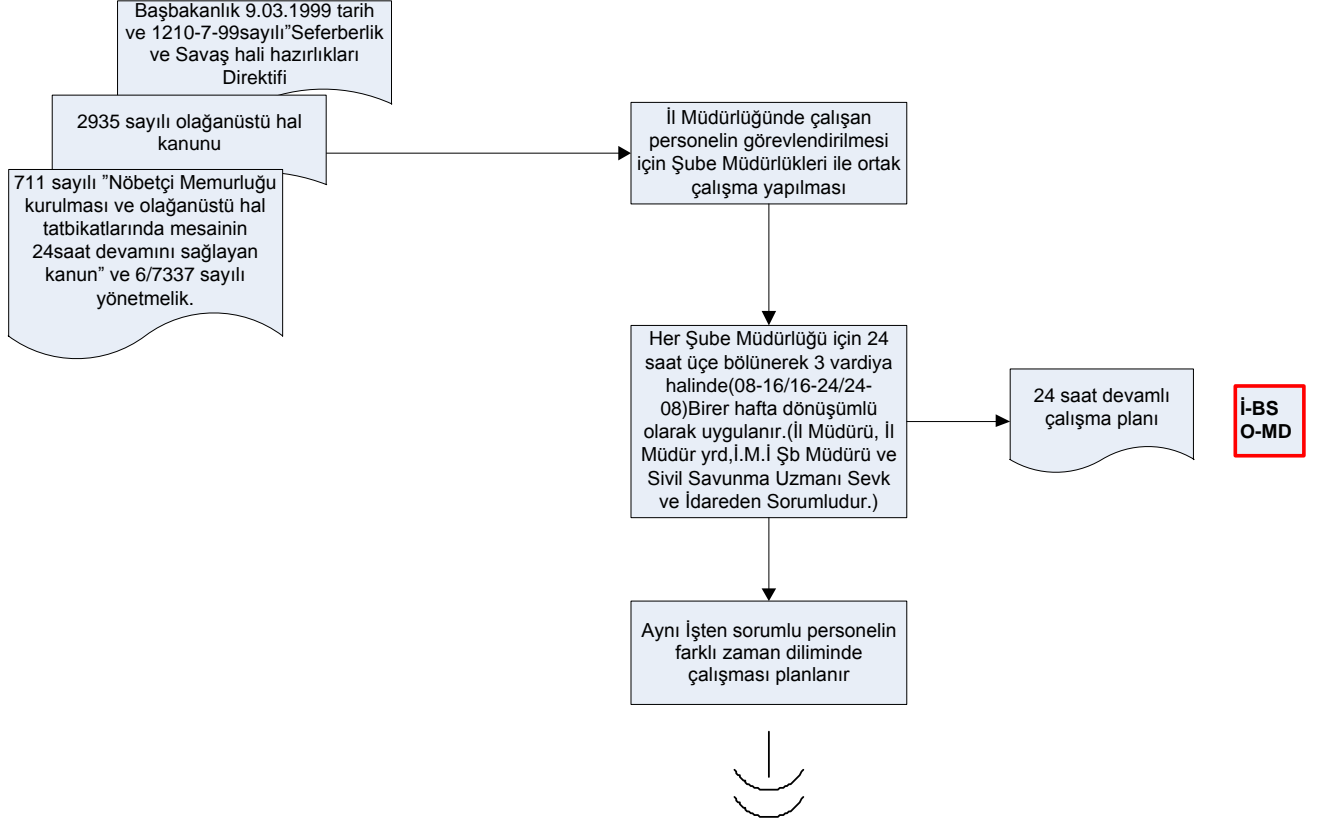 Başbakanlık 9.03.1999 tarih
ve 1210-7-99sayılı”Seferberlik
ve Savaş hali hazırlıkları
Direktifi
2935 sayılı olağanüstü hal
kanunu
711 sayılı ”Nöbetçi Memurluğu
kurulması ve olağanüstü hal
tatbikatlarında mesainin
24saat devamını sağlayan
kanun” ve 6/7337 sayılı
yönetmelik.
İl Müdürlüğünde çalışan
personelin görevlendirilmesi
için Şube Müdürlükleri ile ortak
çalışma yapılması
Her Şube Müdürlüğü için 24
saat üçe bölünerek 3 vardiya
halinde(08-16/16-24/24-
08)Birer hafta dönüşümlü
olarak uygulanır.(İl Müdürü, İl
Müdür yrd,İ.M.İ Şb Müdürü ve
Sivil Savunma Uzmanı Sevk
ve İdareden Sorumludur.)
24 saat devamlı
çalışma planı
İ-BS
O-MD
Aynı İşten sorumlu personelin
farklı zaman diliminde
çalışması planlanır